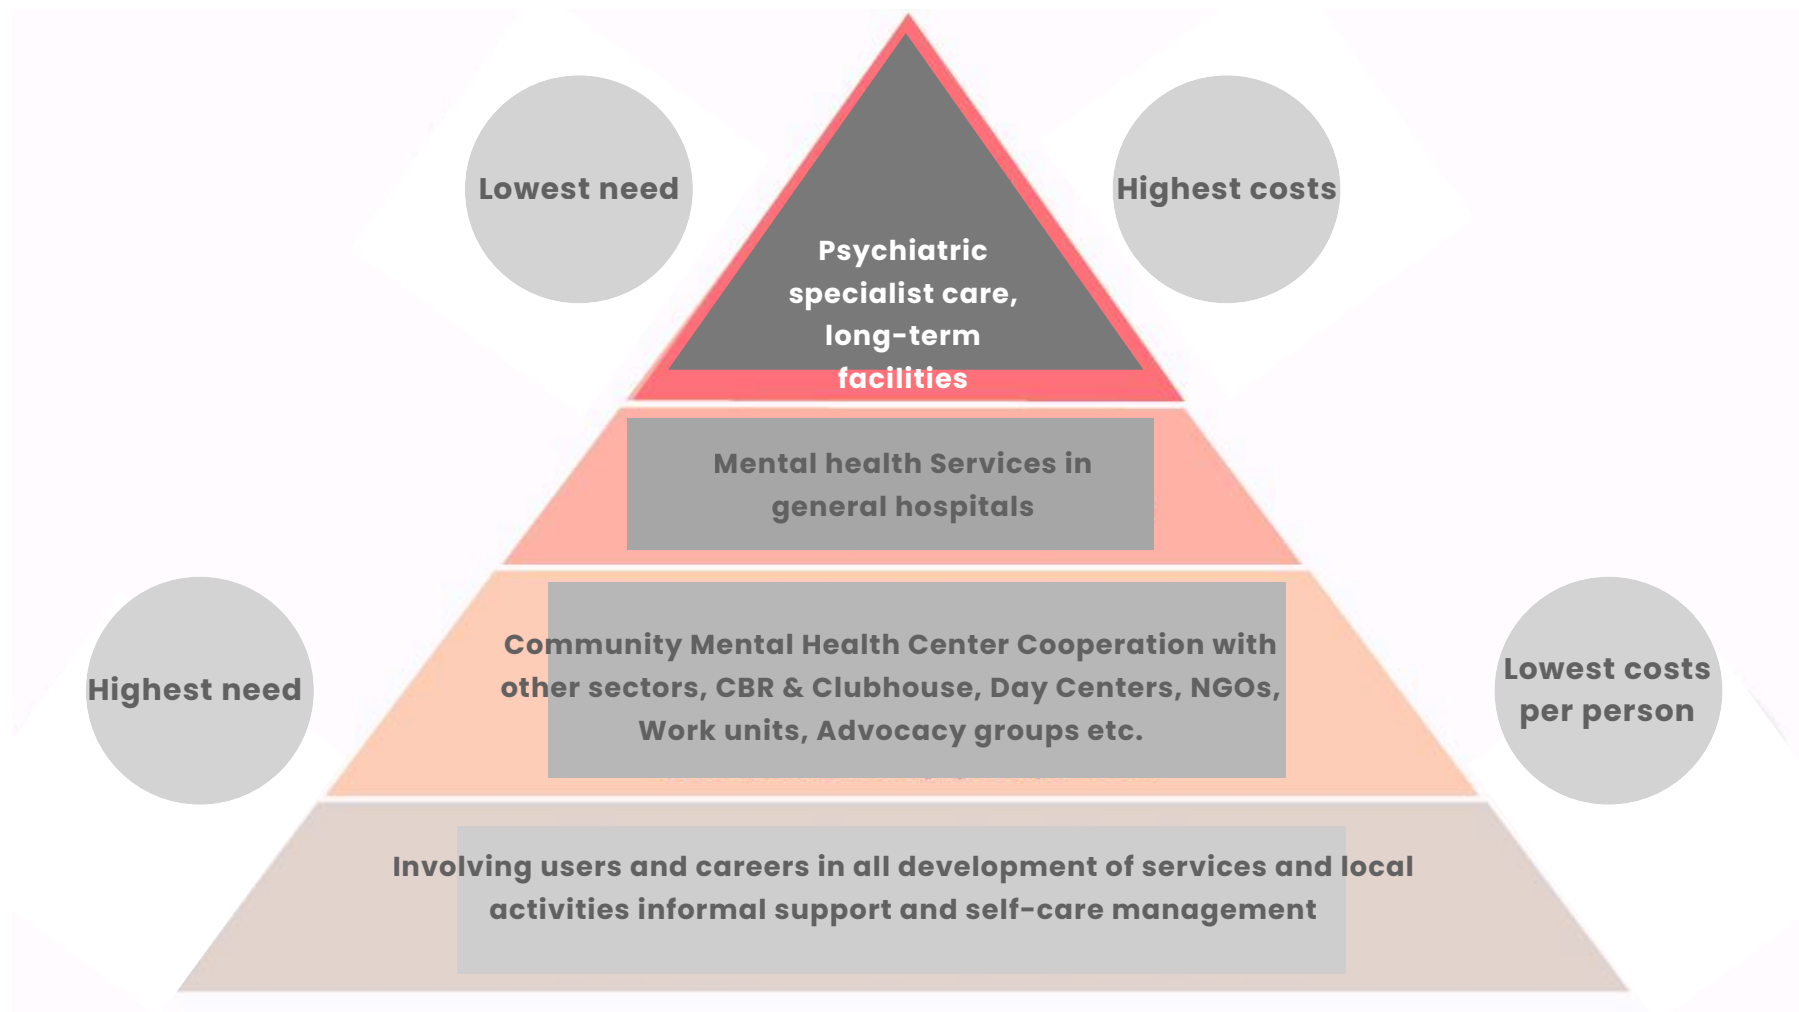 Lowest need
Highest costs
Psychiatric
specialist care,
long-term
facilities
Mental health Services in
general hospitals
Highest need
Community Mental Health Center Cooperation with
other sectors, CBR & Clubhouse, Day Centers, NGOs,
Work units, Advocacy groups etc.
Lowest costs
per person
Involving users and careers in all development of services and local
activities informal support and self-care management